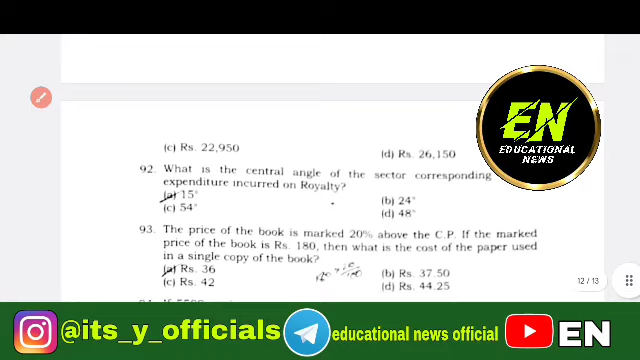 (c) Rs. 22,950
(d) Rs. 26,150
92. What is the central angle of the sector corresponding
expenditure incurred on Royalty?
(a) 15°
(b) 24°
(c) 54°
(d) 48°
93. The price of the book is marked 20% above the C.P. If the marked
price of the book is Rs. 180, then what is the cost of the paper used
in a single copy of the book?
(a) Rs. 36
(b) Rs. 37.50
(c) Rs. 42
(d) Rs. 44.25
EN
EDUCATIONAL
NEWS
12 / 13
@its_y_officials
educational news official
EN